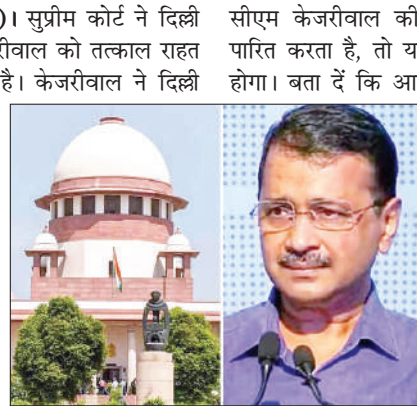 )। सुप्रीम कोर्ट ने दिल्ली
रीवाल को तत्काल राहत
है। केजरीवाल ने दिल्ली
सीएम केजरीवाल की
पारित करता है, तो य
होगा। बता दें कि आ